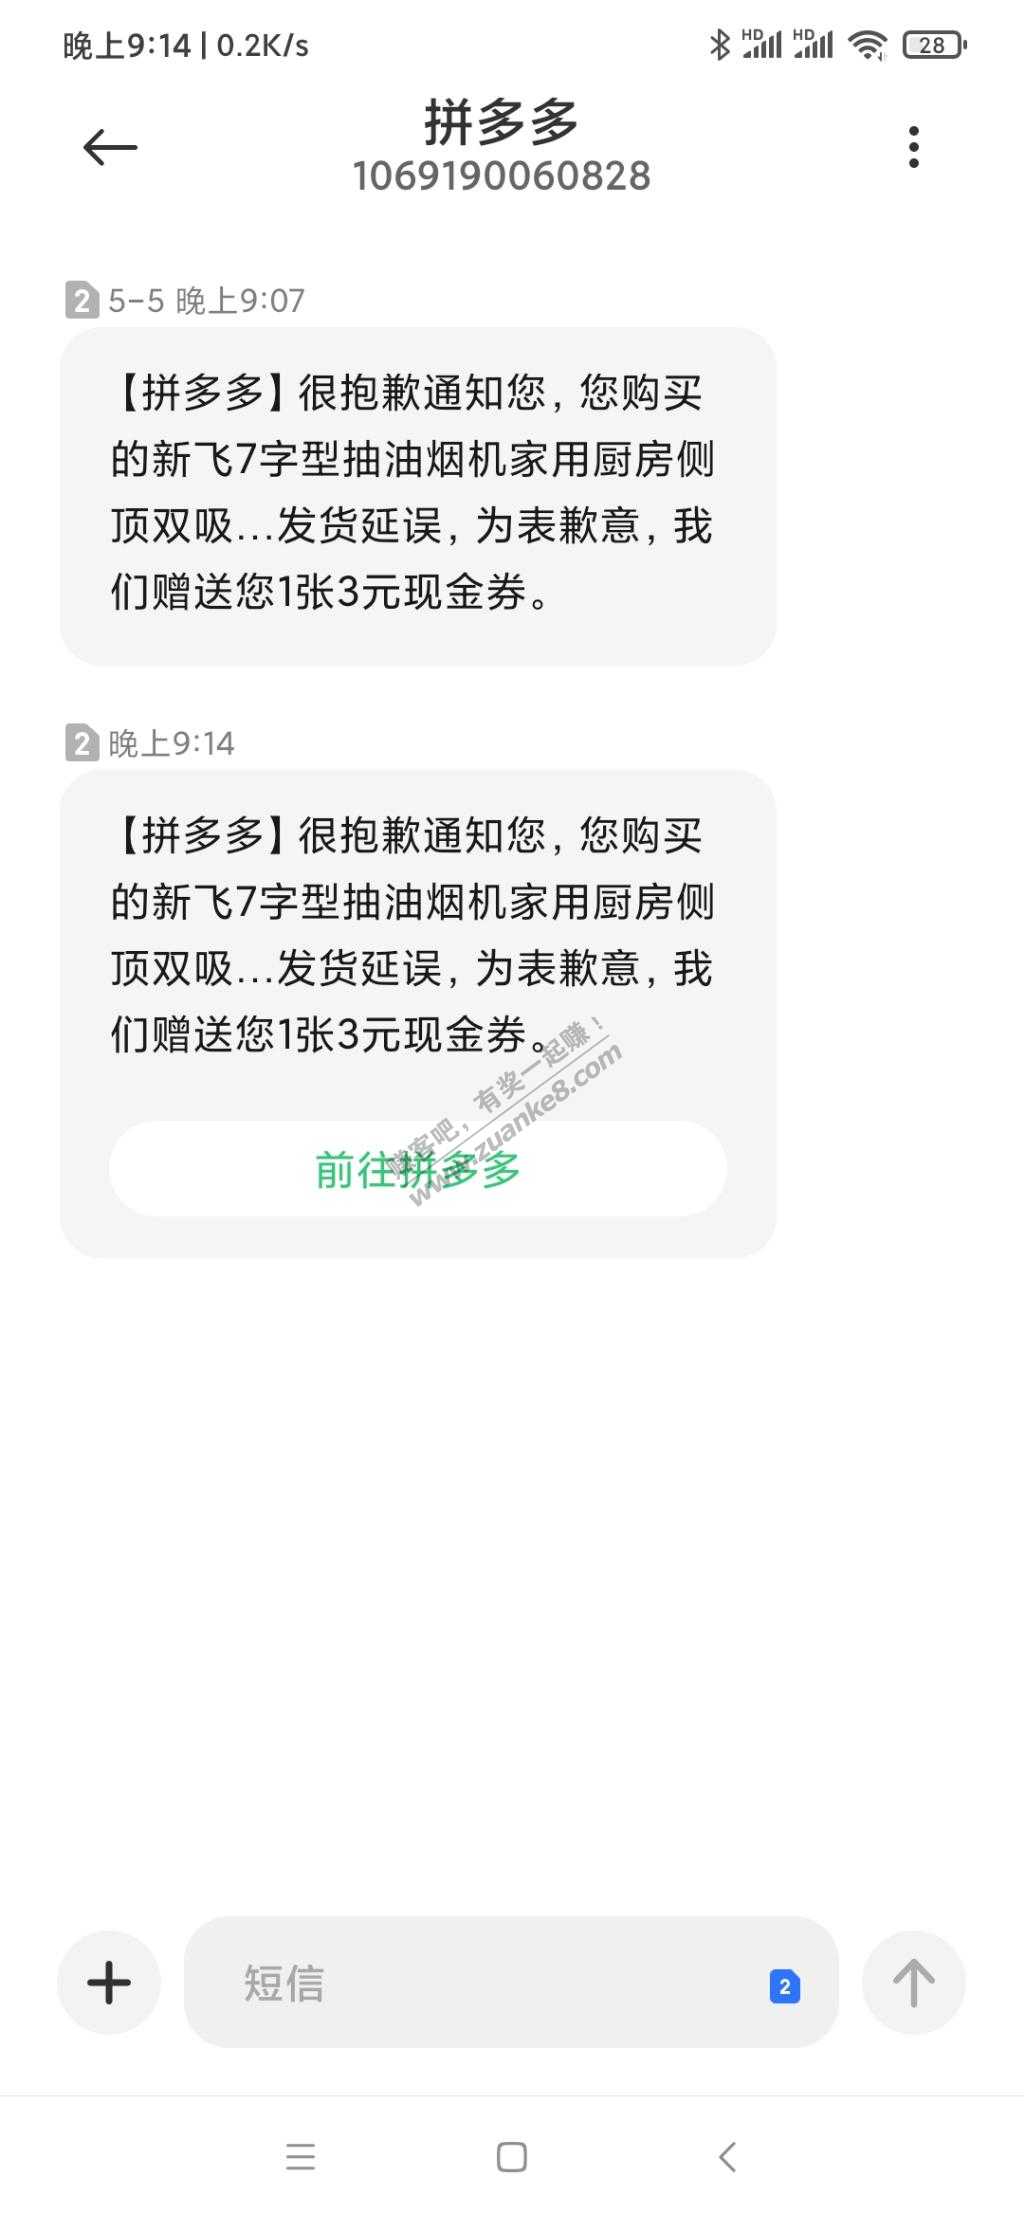 晚上9:14 | 0.2K/s
HD HD 28
拼多多
1069190060828
2 5-5 晚上9:07
【拼多多】很抱歉通知您, 您购买
的新飞7字型抽油烟机家用厨房侧
顶双吸...发货延误, 为表歉意, 我
们赠送您1张3元现金券。
2 晚上9:14
【拼多多】很抱歉通知您, 您购买
的新飞7字型抽油烟机家用厨房侧
顶双吸...发货延误, 为表歉意, 我
们赠送您1张3元现金券。
赚客吧, 有奖一起赚!
www.zuanke8.com
前往拼多多
短信
2